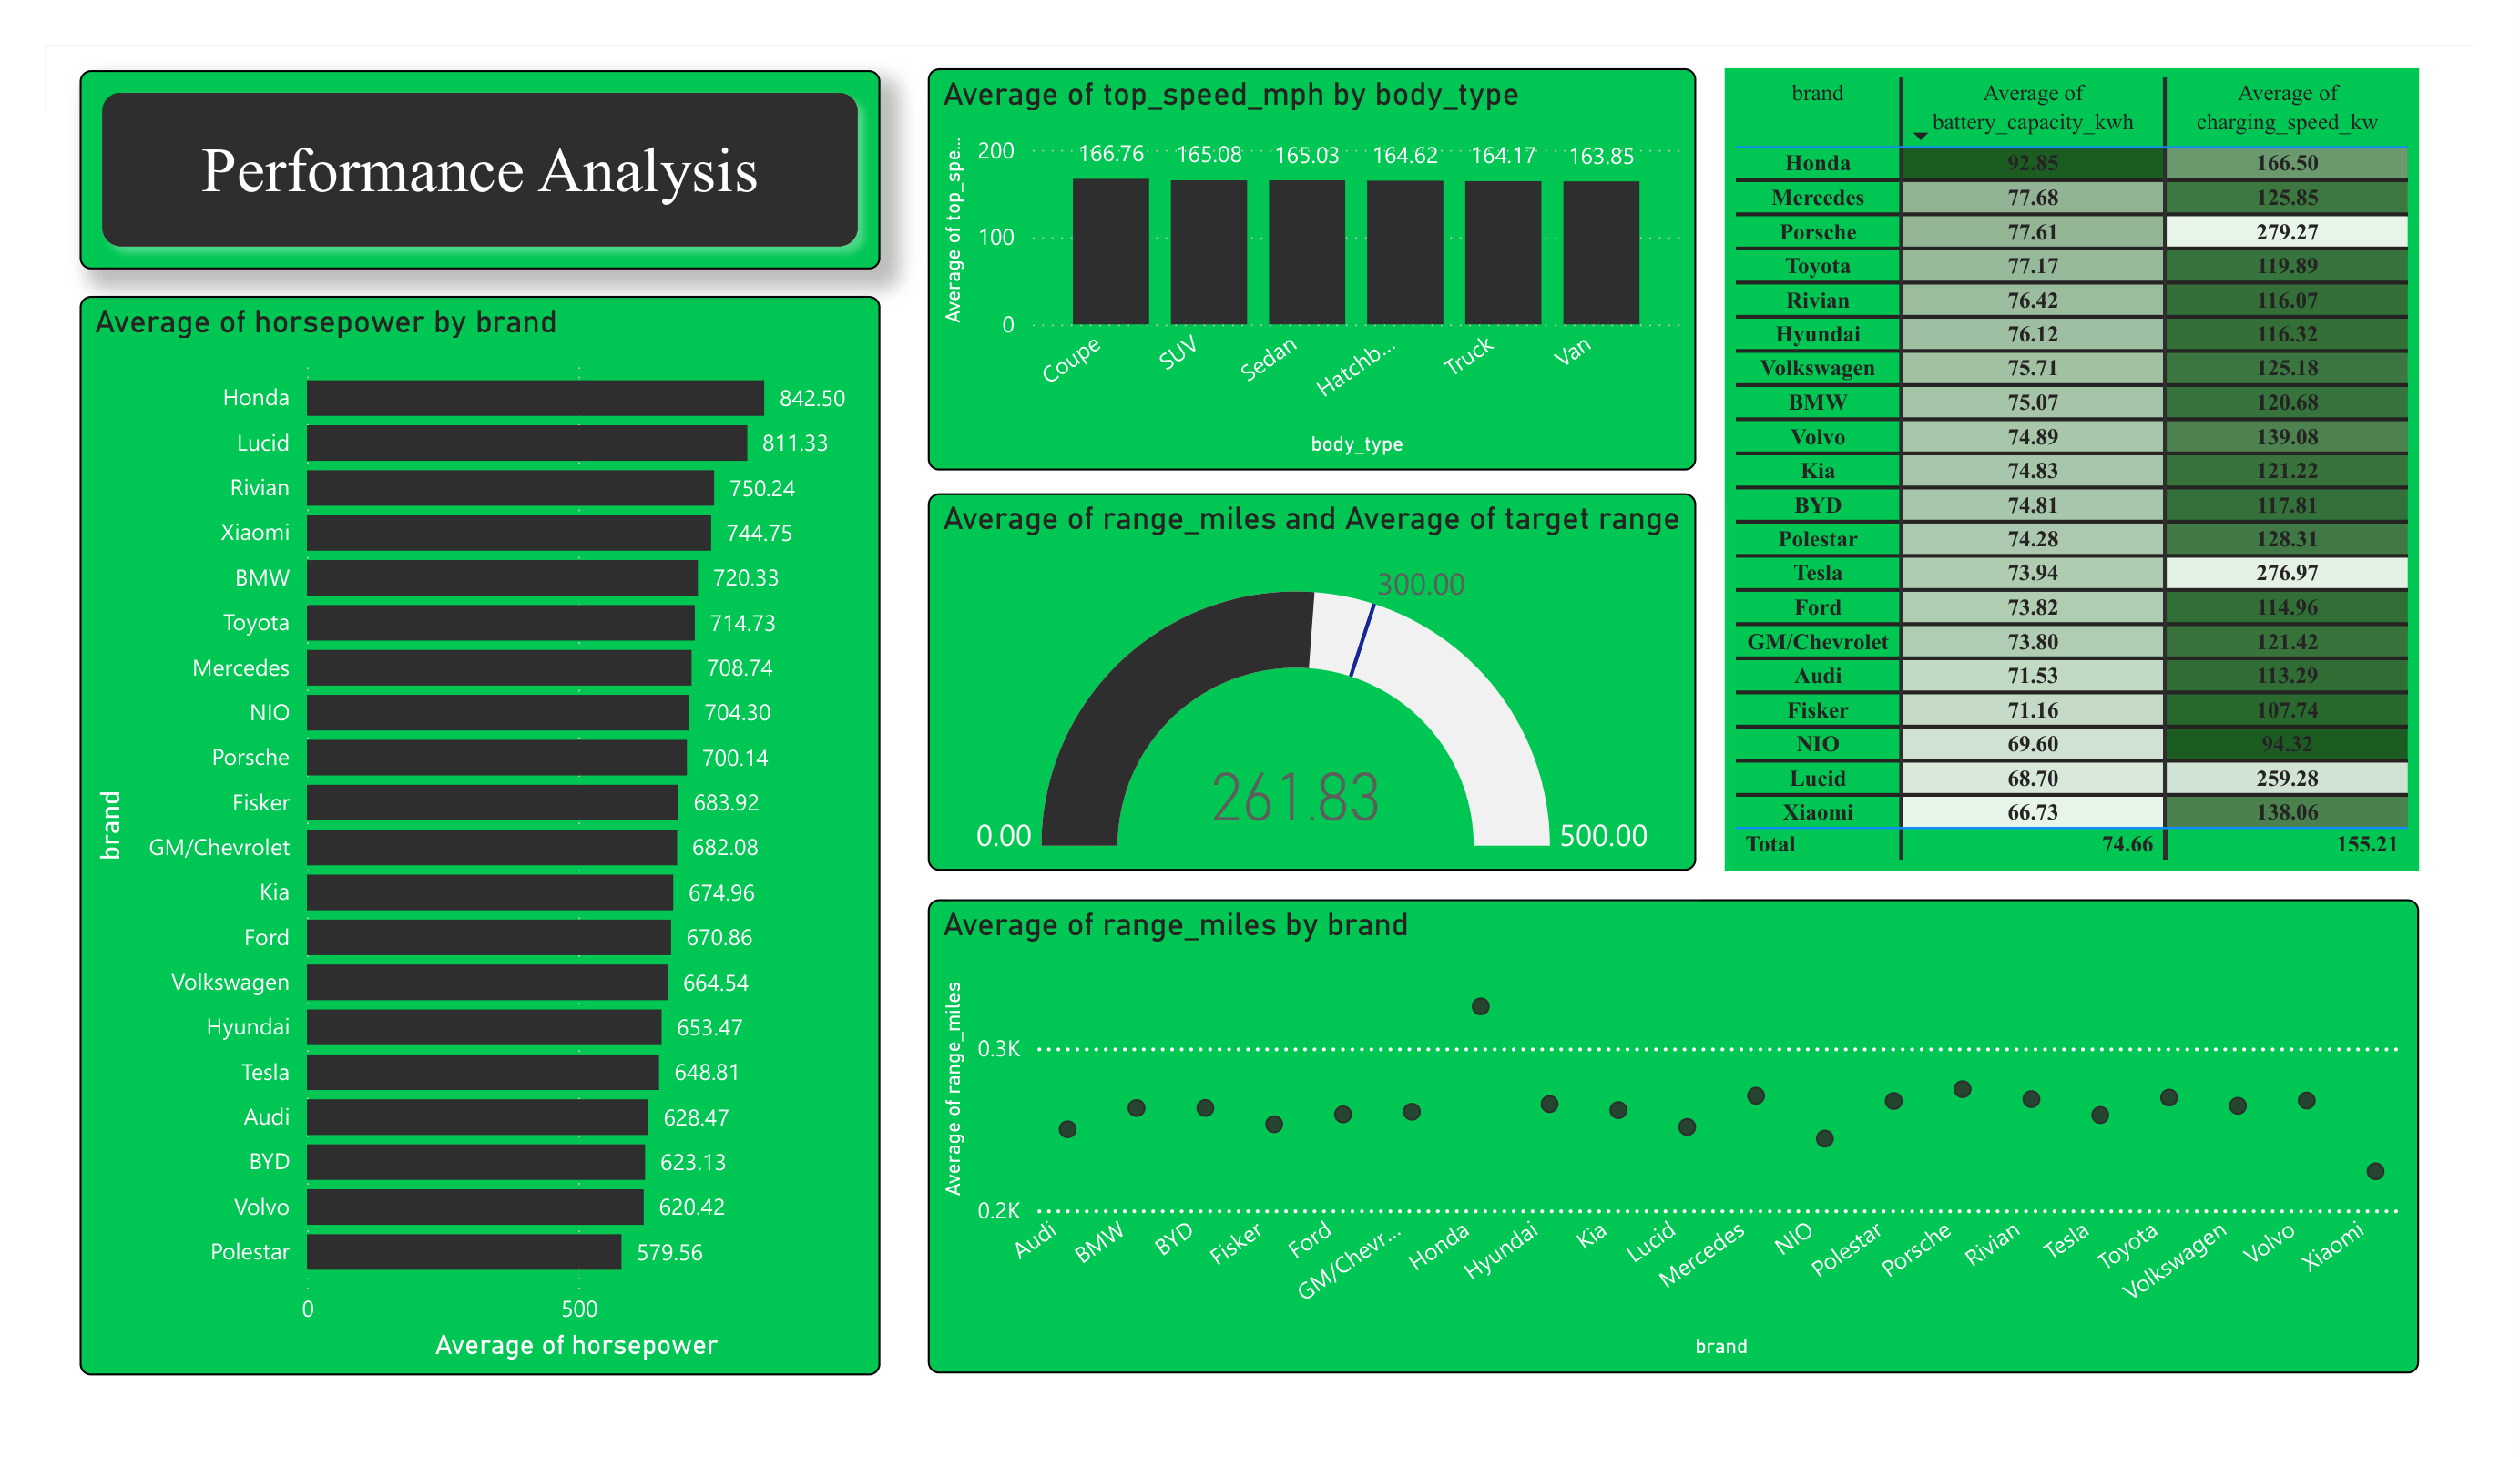 Performance Analysis
Average of horsepower by brand
brand
Honda 842.50
Lucid 811.33
Rivian 750.24
Xiaomi 744.75
BMW 720.33
Toyota 714.73
Mercedes 708.74
NIO 704.30
Porsche 700.14
Fisker 683.92
GM/Chevrolet 682.08
Kia 674.96
Ford 670.86
Volkswagen 664.54
Hyundai 653.47
Tesla 648.81
Audi 628.47
BYD 623.13
Volvo 620.42
Polestar 579.56
0 500
Average of horsepower
Average of top_speed_mph by body_type
Average of top_spe...
200
100
0
166.76 165.08 165.03 164.62 164.17 163.85
Coupe SUV Sedan Hatchb... Truck Van
body_type
Average of range_miles and Average of target range
300.00
261.83
0.00 500.00
brand Average of battery_capacity_kwh Average of charging_speed_kw
Honda 92.85 166.50
Mercedes 77.68 125.85
Porsche 77.61 279.27
Toyota 77.17 119.89
Rivian 76.42 116.07
Hyundai 76.12 116.32
Volkswagen 75.71 125.18
BMW 75.07 120.68
Volvo 74.89 139.08
Kia 74.83 121.22
BYD 74.81 117.81
Polestar 74.28 128.31
Tesla 73.94 276.97
Ford 73.82 114.96
GM/Chevrolet 73.80 121.42
Audi 71.53 113.29
Fisker 71.16 107.74
NIO 69.60 94.32
Lucid 68.70 259.28
Xiaomi 66.73 138.06
Total 74.66 155.21
Average of range_miles by brand
Average of range_miles
0.3K
0.2K
Audi BMW BYD Fisker Ford GM/Chevr... Honda Hyundai Kia Lucid Mercedes NIO Polestar Porsche Rivian Tesla Toyota Volkswagen Volvo Xiaomi
brand